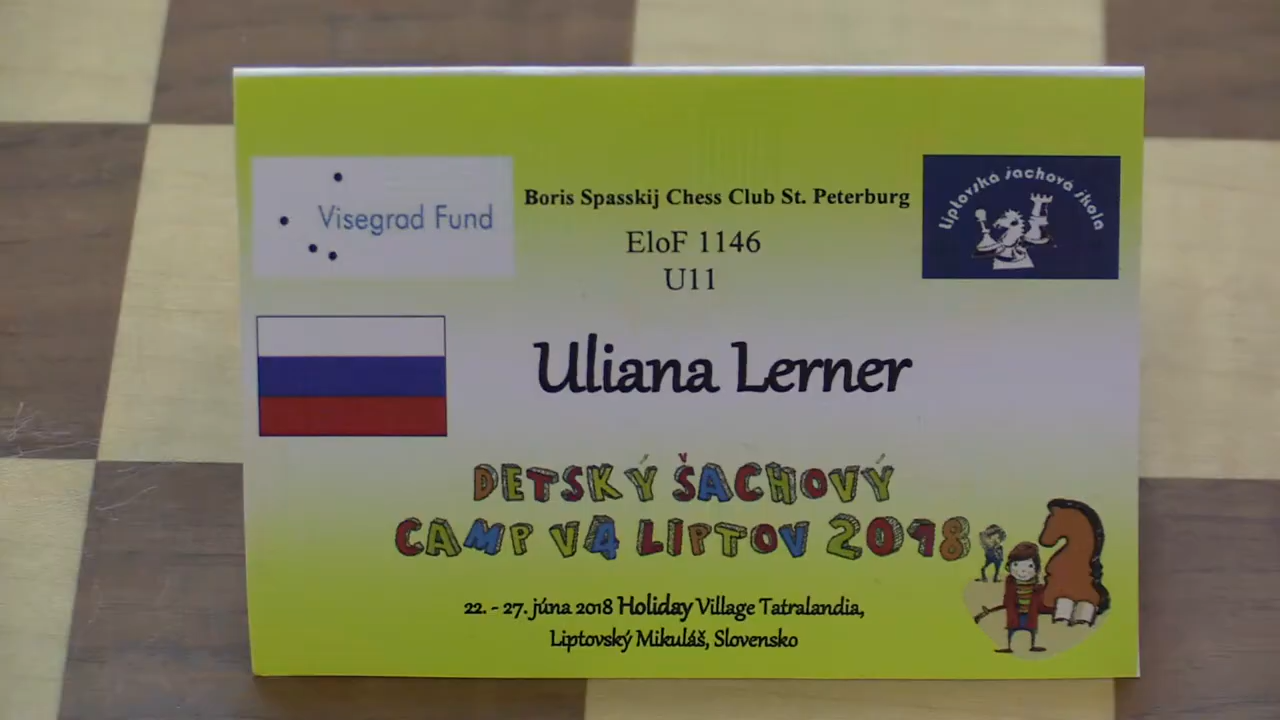 Visegrad Fund
Boris Spasskij Chess Club St. Peterburg
EloF 1146
U11
liptovská šachová škola
Uliana Lerner
DETSKÝ ŠACHOVÝ
CAMP V4 LIPTOV 2018
22. - 27. júna 2018 Holiday Village Tatralandia,
Liptovský Mikuláš, Slovensko